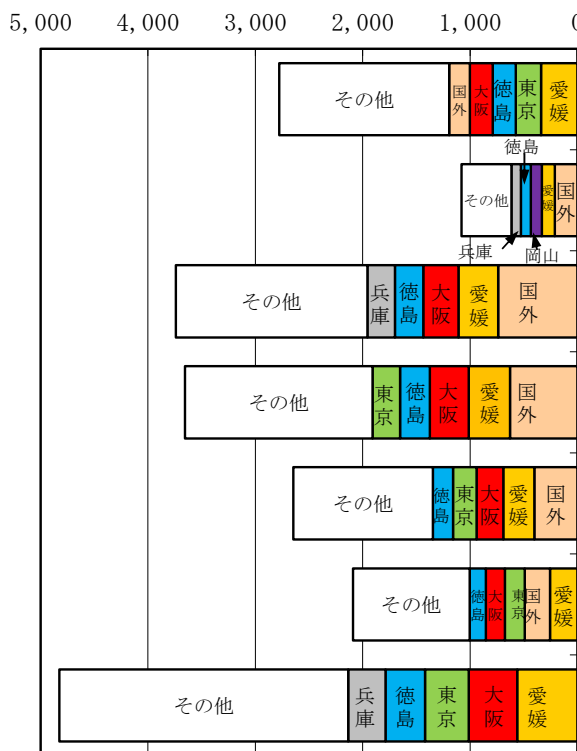 5,000 4,000 3,000 2,000 1,000 0
その他 国外 大阪 徳島 東京 愛媛
徳島
その他 愛媛 国外
兵庫 岡山
その他 兵庫 徳島 大阪 愛媛 国外
その他 東京 徳島 大阪 愛媛 国外
その他 徳島 東京 大阪 愛媛 国外
その他 徳島 大阪 東京 国外 愛媛
その他 兵庫 徳島 東京 大阪 愛媛